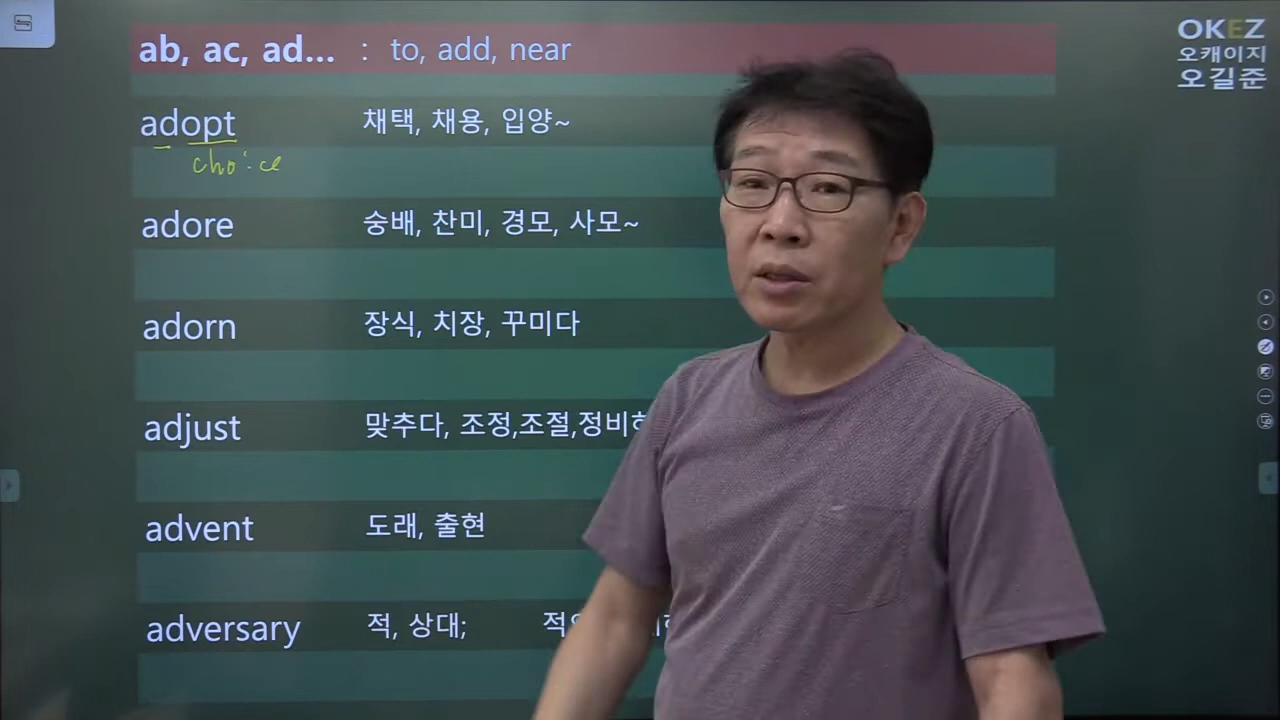 ab, ac, ad... : to, add, near
OKEZ
오캐이지
오길준
adopt 채택, 채용, 입양~
choice
adore 숭배, 찬미, 경모, 사모~
adorn 장식, 치장, 꾸미다
adjust 맞추다, 조정,조절,정비
advent 도래, 출현
adversary 적, 상대;